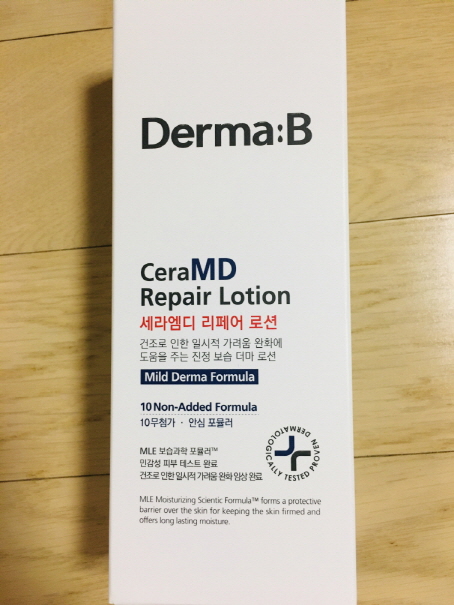 Derma:B
CeraMD
Repair Lotion
세라엠디 리페어 로션
건조로 인한 일시적 가려움 완화에
도움을 주는 진정 보습 더마 로션
Mild Derma Formula
10 Non-Added Formula
10무첨가 · 안심 포뮬러
MLE 보습과학 포뮬러™
민감성 피부 테스트 완료
건조로 인한 일시적 가려움 완화 임상 완료
DERMATOLOGICALLY TESTED PROVEN
MLE Moisturizing Scientic Formula™ forms a protective
barrier over the skin for keeping the skin firmed and
offers long lasting moisture.